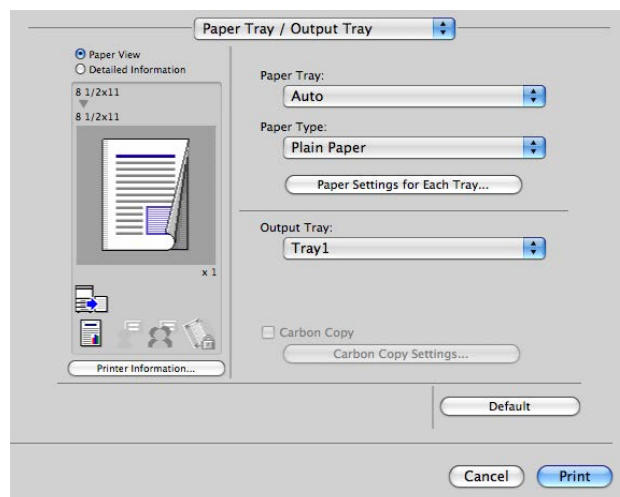 Paper Tray / Output Tray
Paper View
Detailed Information
8 1/2x11
8 1/2x11
x 1
Printer Information...
Paper Tray:
Auto
Paper Type:
Plain Paper
Paper Settings for Each Tray...
Output Tray:
Tray1
Carbon Copy
Carbon Copy Settings...
Default
Cancel
Print